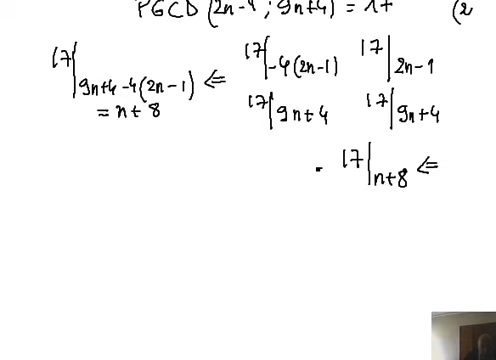 PGCD (2n-1 ; 9n+4) = 17 (2
17 | 9n+4-4(2n-1) ⇐ 17 | -4(2n-1) 17 | 2n-1
= n+8 17 | 9n+4 17 | 9n+4
17 | n+8 ⇐